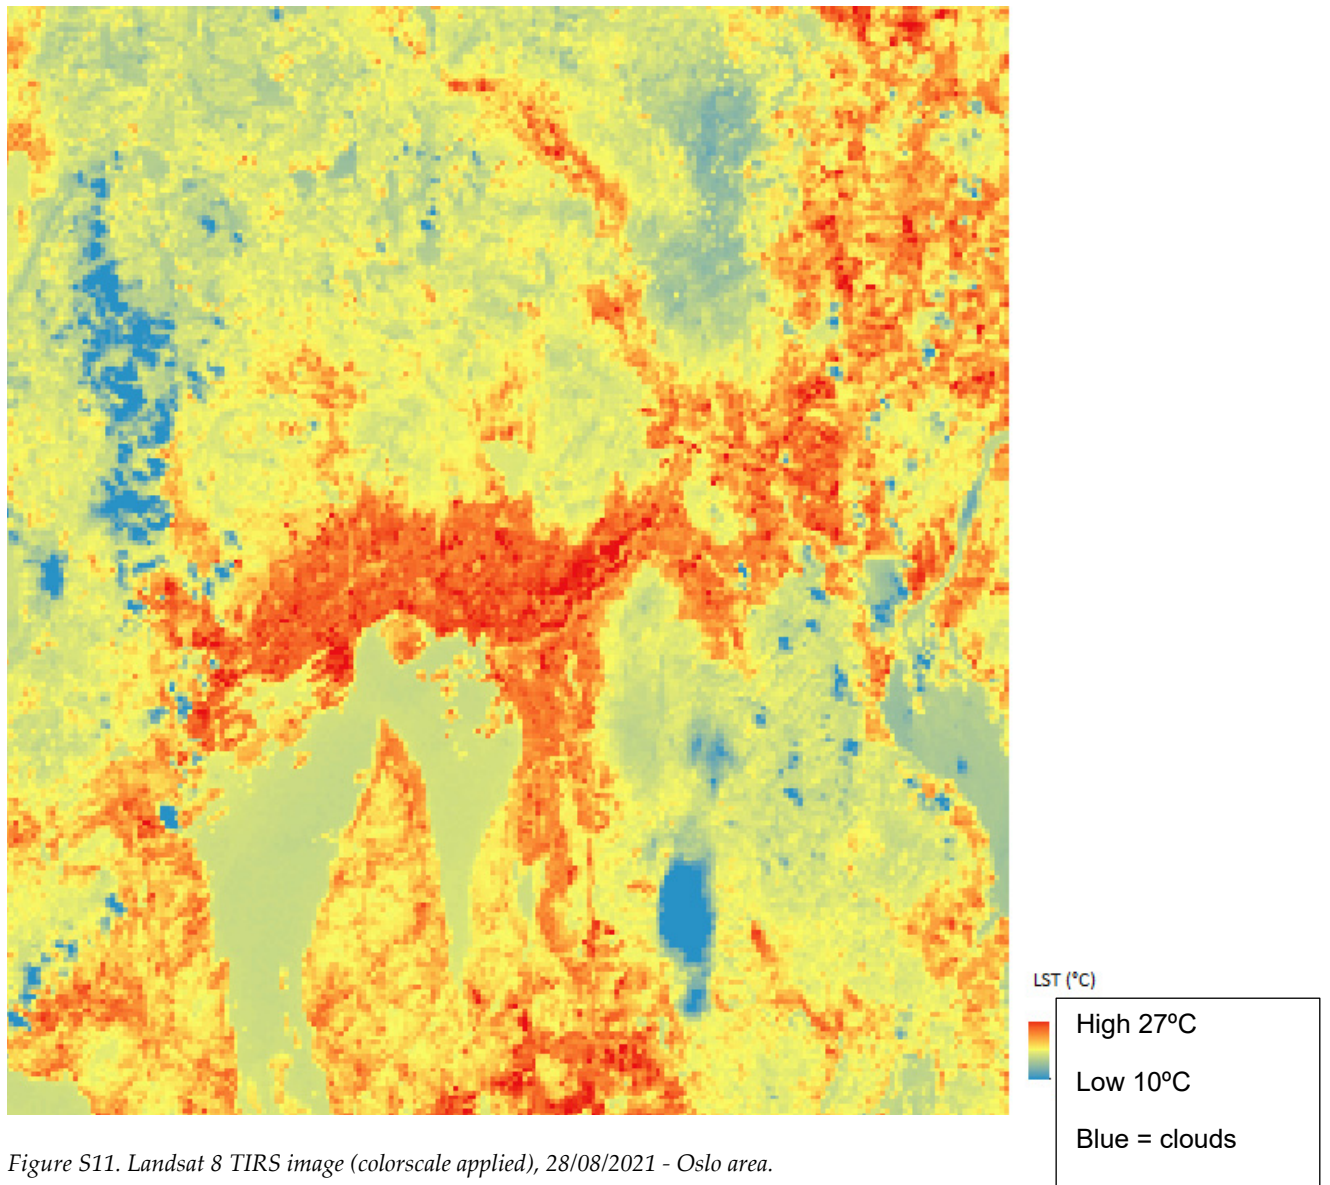 LST (°C)
High 27ºC
Low 10ºC
Blue = clouds
Figure S11. Landsat 8 TIRS image (colorscale applied), 28/08/2021 - Oslo area.